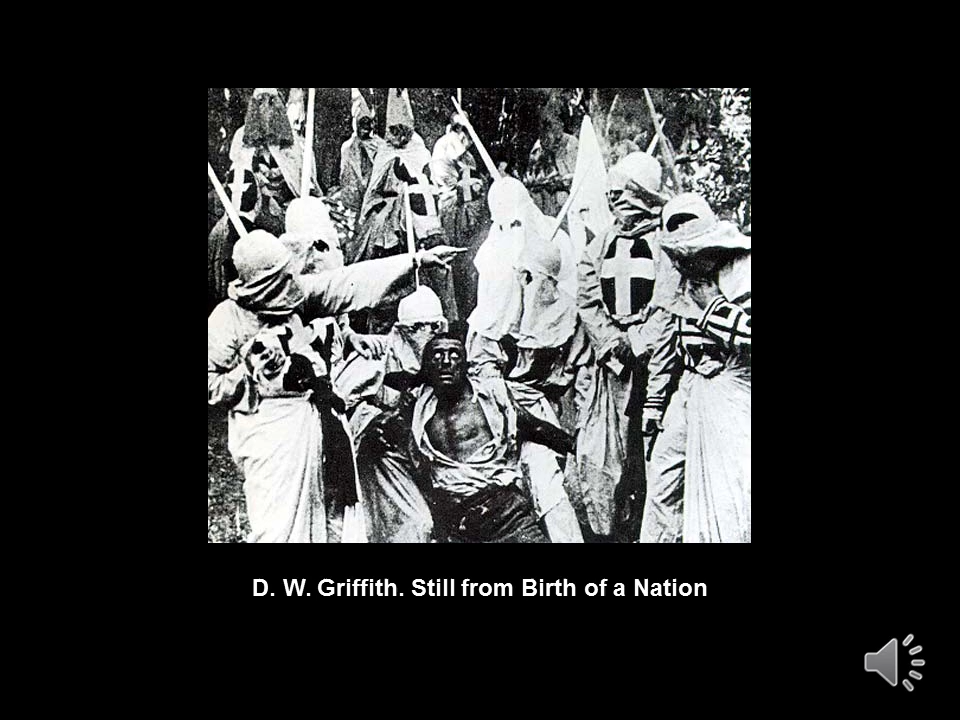 D. W. Griffith. Still from Birth of a Nation